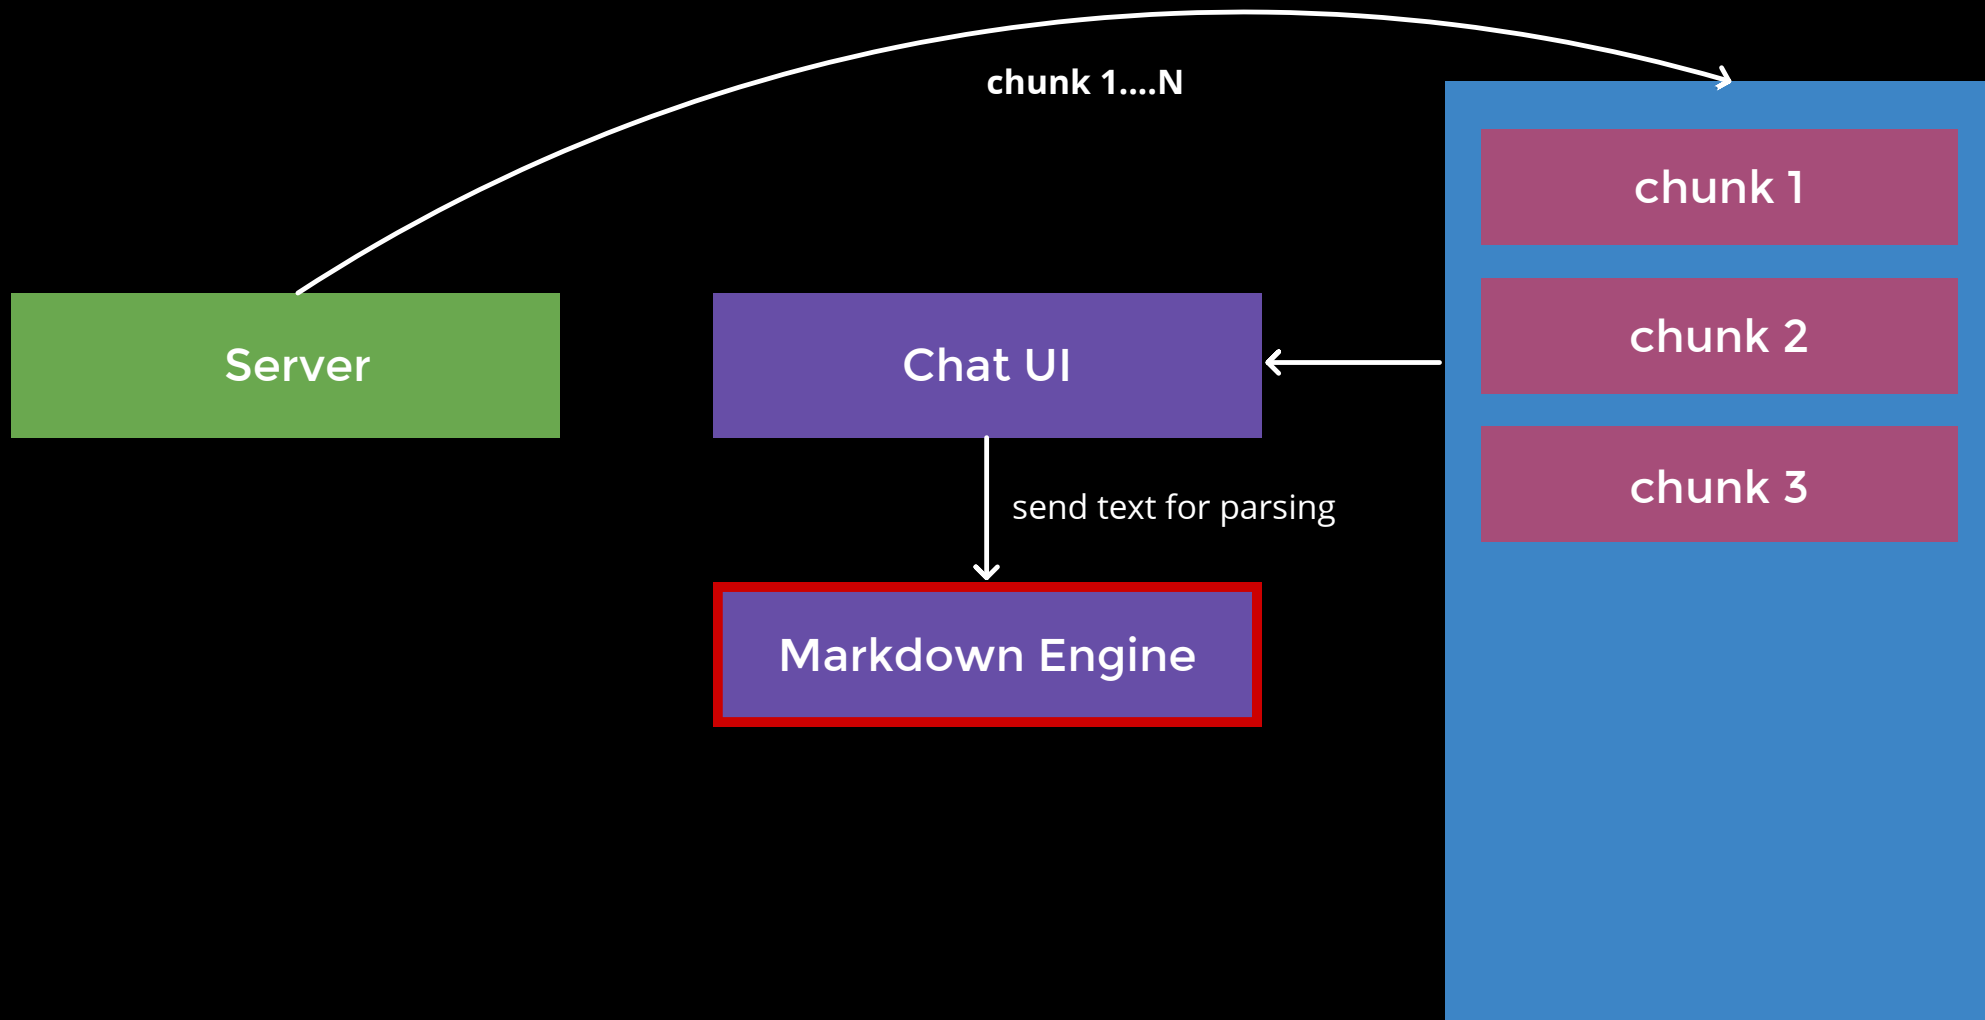 chunk 1....N
chunk 1
chunk 2
chunk 3
Server
Chat UI
send text for parsing
Markdown Engine